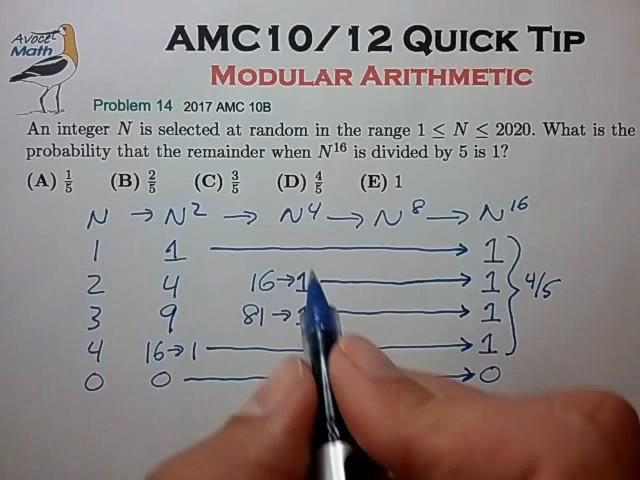 Avocet
Math
AMC10/12 QUICK TIP
MODULAR ARITHMETIC
Problem 14 2017 AMC 10B
An integer N is selected at random in the range 1 ≤ N ≤ 2020. What is the
probability that the remainder when N^16 is divided by 5 is 1?
(A) 1/5 (B) 2/5 (C) 3/5 (D) 4/5 (E) 1
N → N^2 → N^4 → N^8 → N^16
1 1 → 1
2 4 16→1 → 1 } 4/5
3 9 81→1 → 1
4 16→1 → 1
0 0 → 0